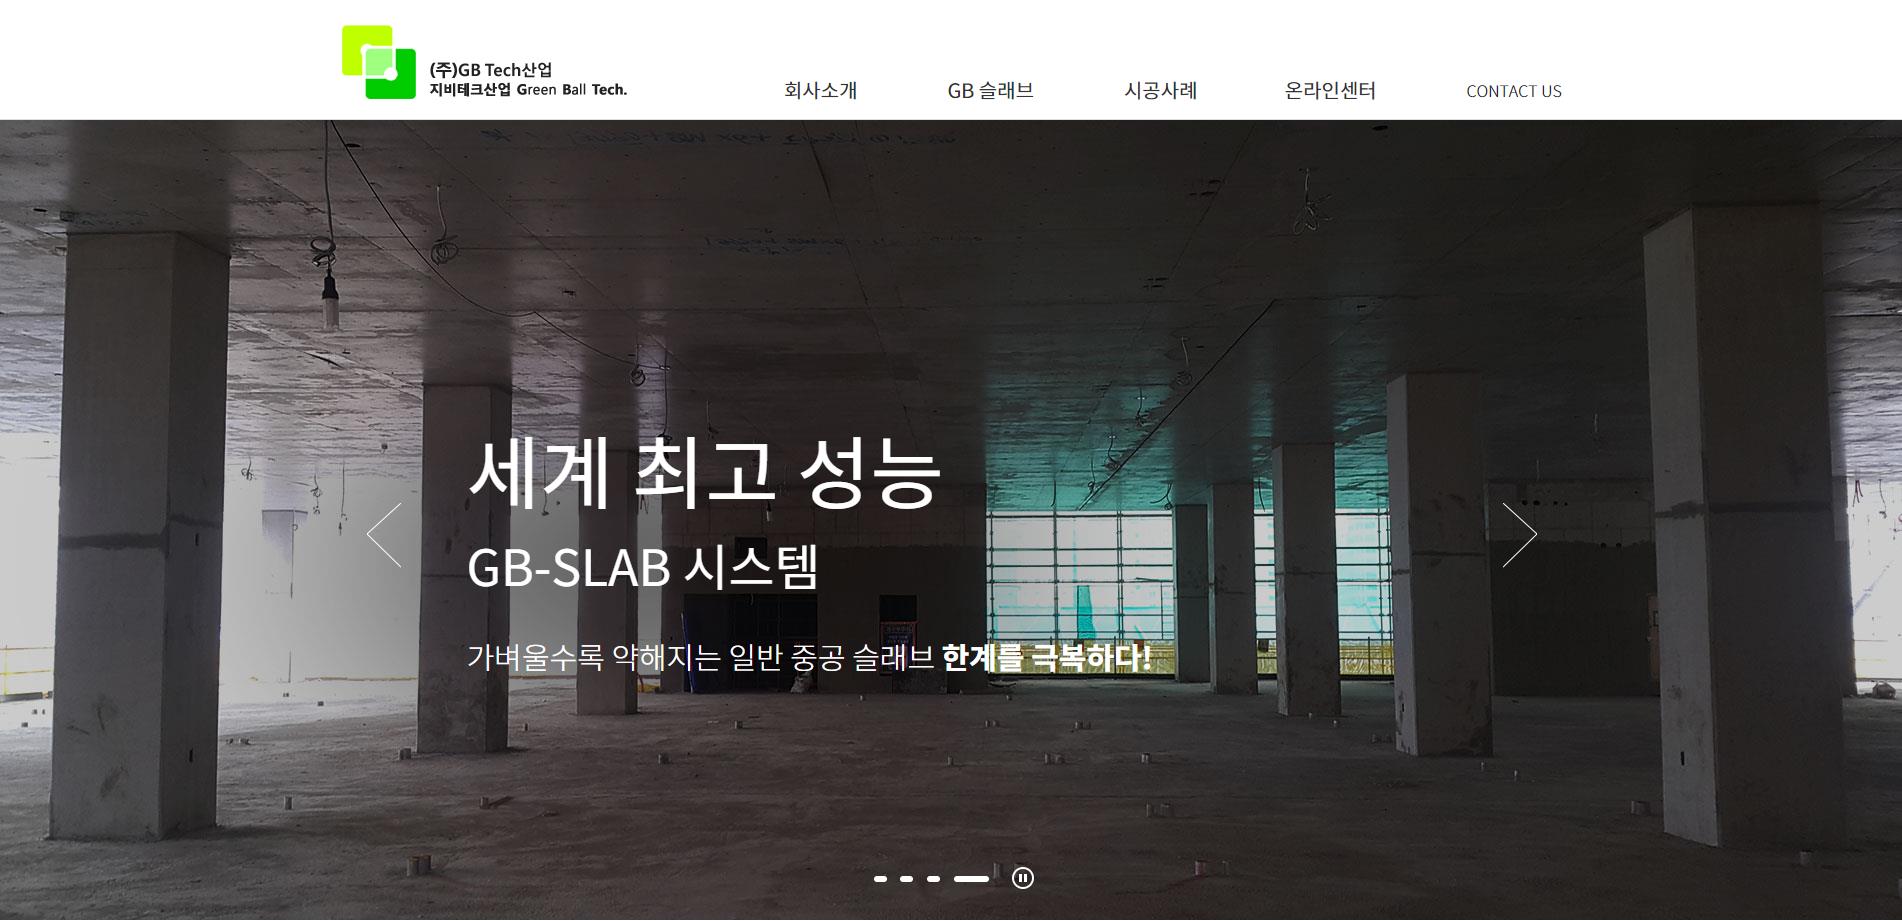 (주)GB Tech산업
지비테크산업 Green Ball Tech.
회사소개
GB 슬래브
시공사례
온라인센터
CONTACT US
세계 최고 성능
GB-SLAB 시스템
가벼울수록 약해지는 일반 중공 슬래브 한계를 극복하다!